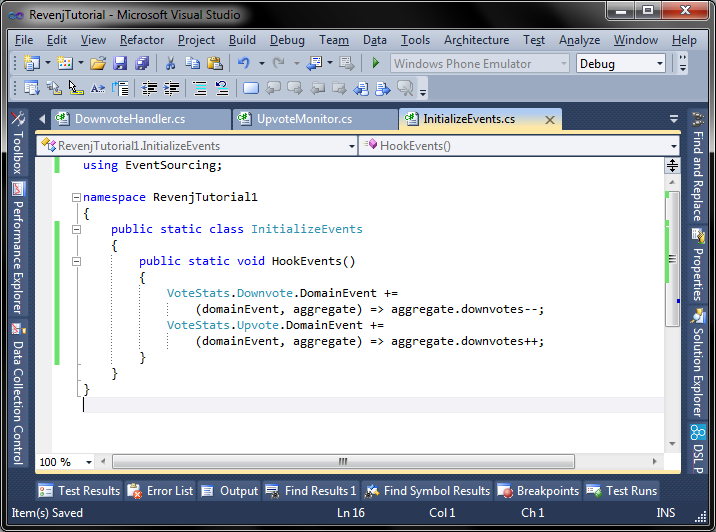 RevenjTutorial - Microsoft Visual Studio
File Edit View Refactor Project Build Debug Team Data Tools Architecture Test Analyze Window Help
Windows Phone Emulator Debug
DownvoteHandler.cs UpvoteMonitor.cs InitializeEvents.cs
RevenjTutorial1.InitializeEvents HookEvents()
using EventSourcing;
namespace RevenjTutorial1
{
public static class InitializeEvents
{
public static void HookEvents()
{
VoteStats.Downvote.DomainEvent +=
(domainEvent, aggregate) => aggregate.downvotes--;
VoteStats.Upvote.DomainEvent +=
(domainEvent, aggregate) => aggregate.downvotes++;
}
}
}
100 %
Toolbox
Performance Explorer
Data Collection Control
Find and Replace
Properties
Solution Explorer
DSL P
Test Results Error List Output Find Results 1 Find Symbol Results Breakpoints Test Runs
Item(s) Saved Ln 16 Col 1 Ch 1 INS